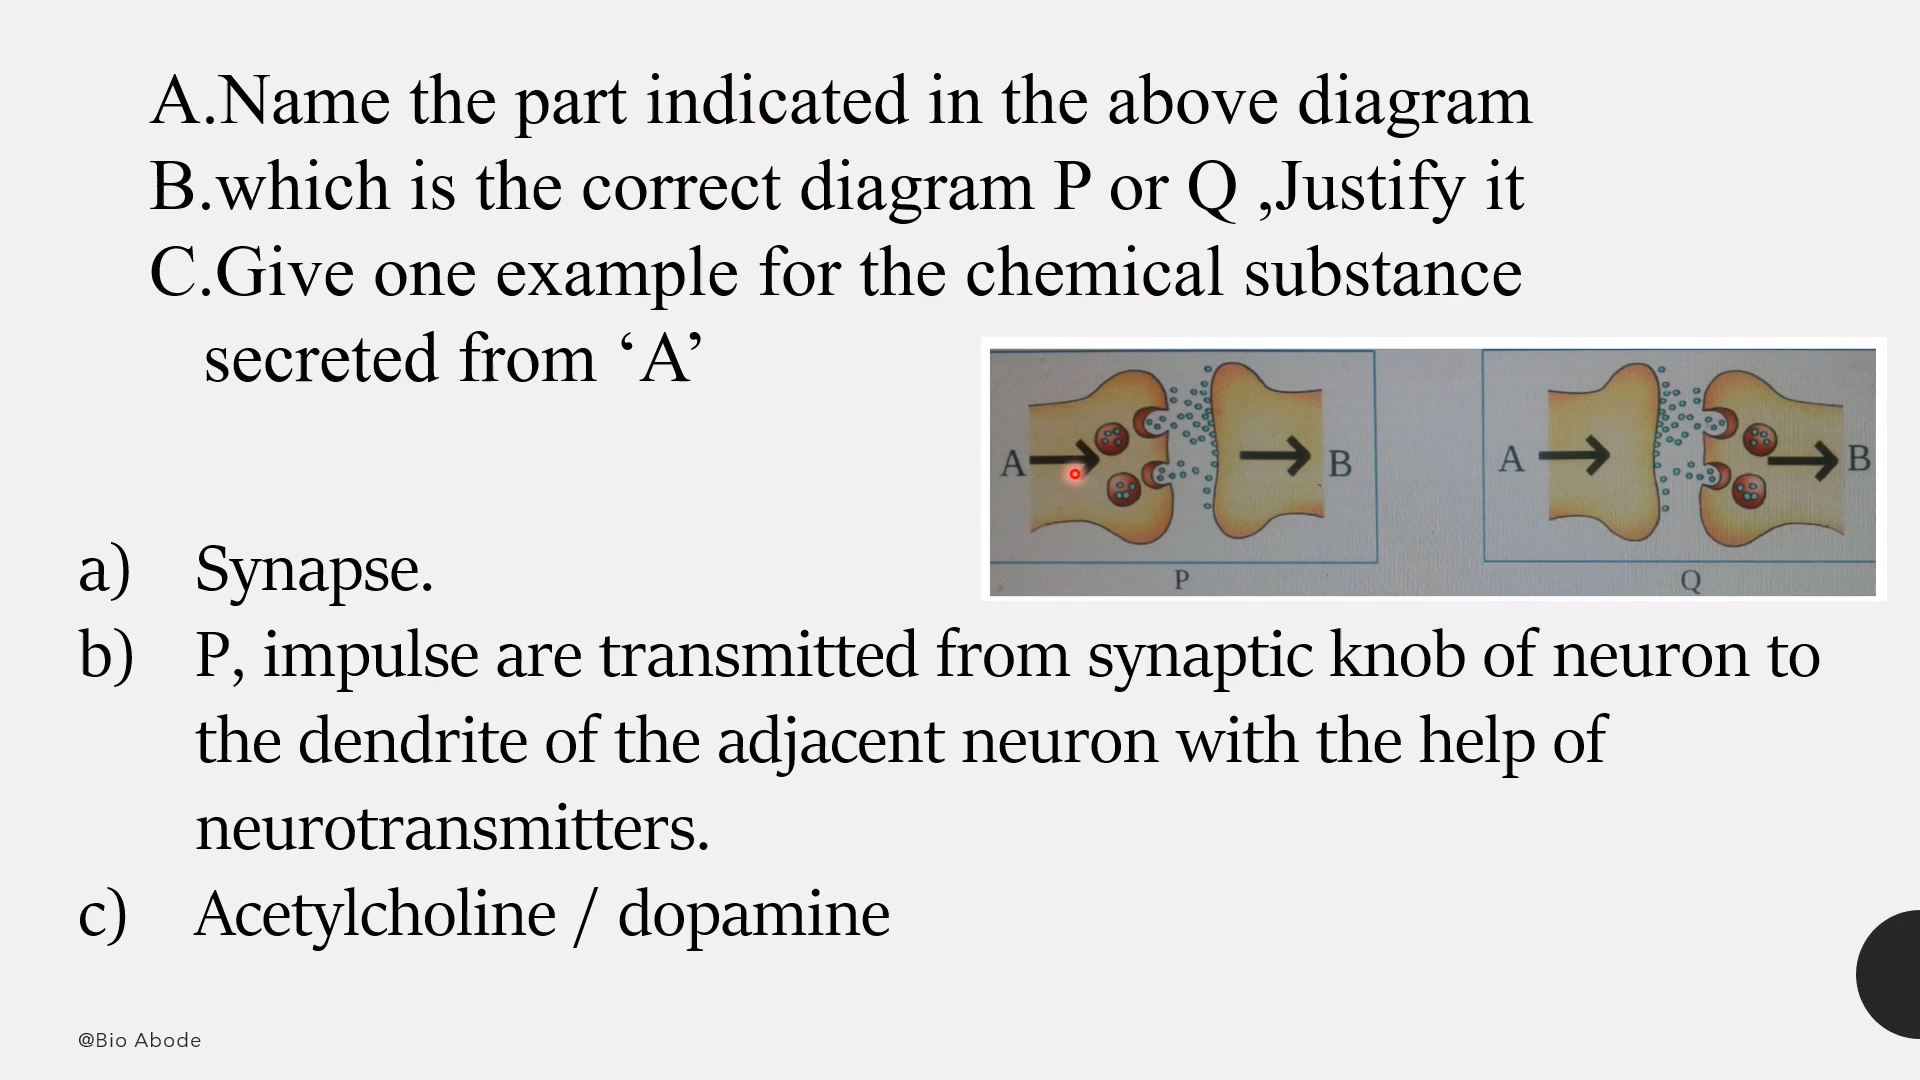 A.Name the part indicated in the above diagram
B.which is the correct diagram P or Q ,Justify it
C.Give one example for the chemical substance
secreted from ‘A’
A B A B
P Q
a) Synapse.
b) P, impulse are transmitted from synaptic knob of neuron to
the dendrite of the adjacent neuron with the help of
neurotransmitters.
c) Acetylcholine / dopamine
@Bio Abode